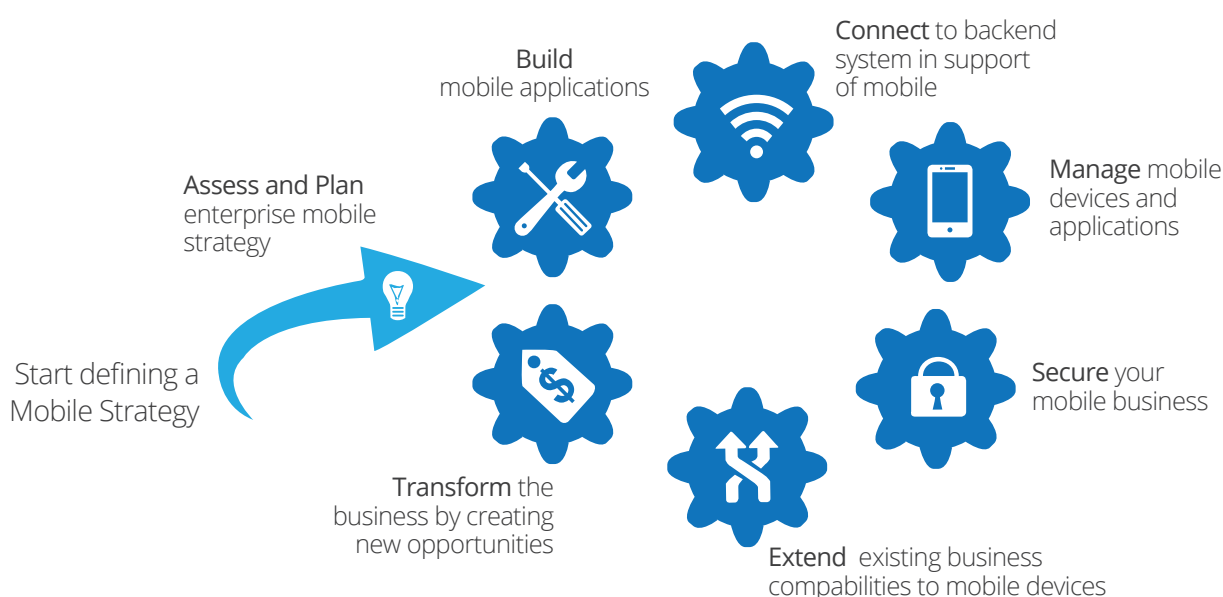 Start defining a
Mobile Strategy
Assess and Plan
enterprise mobile
strategy
Build
mobile applications
Connect to backend
system in support
of mobile
Manage mobile
devices and
applications
Secure your
mobile business
Extend existing business
compabilities to mobile devices
Transform the
business by creating
new opportunities